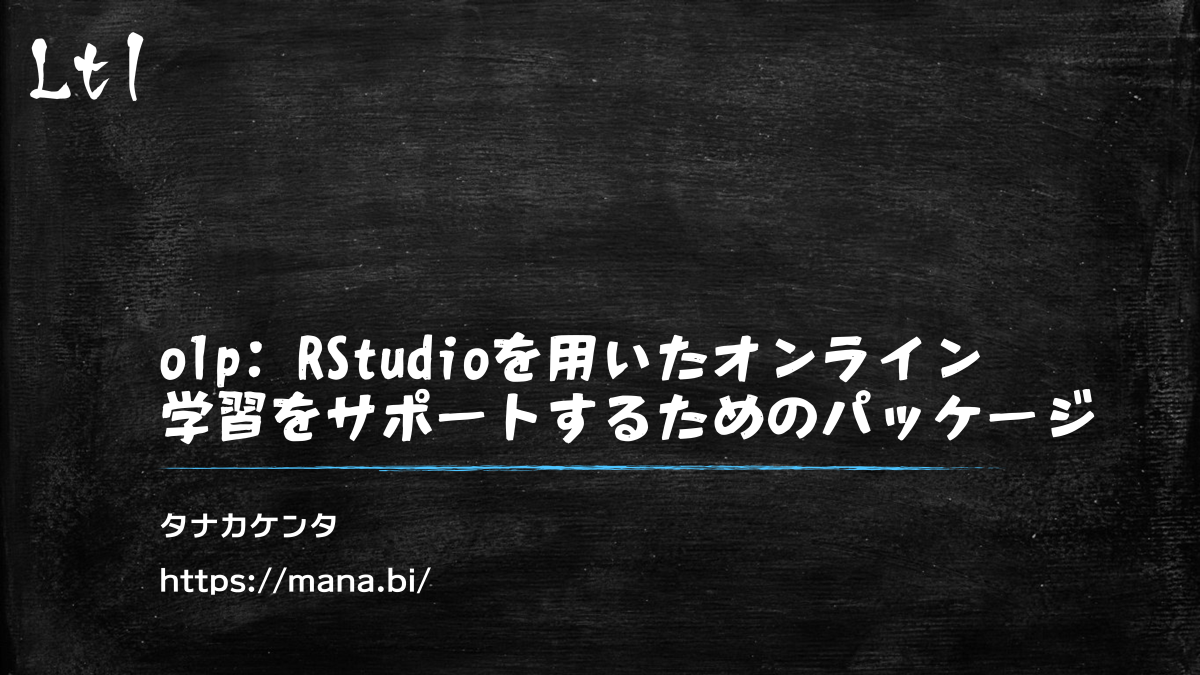 Ltl
olp: RStudioを用いたオンライン
学習をサポートするためのパッケージ
タナカケンタ
https://mana.bi/